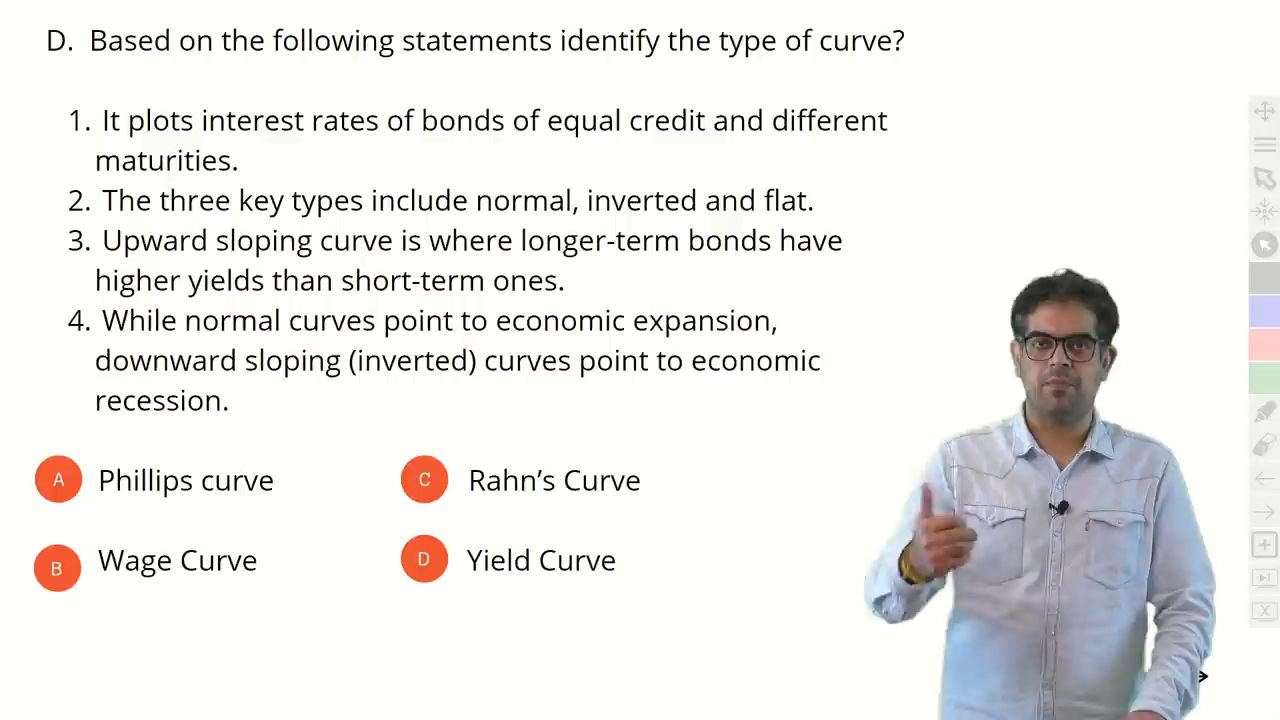 D. Based on the following statements identify the type of curve?
1. It plots interest rates of bonds of equal credit and different
maturities.
2. The three key types include normal, inverted and flat.
3. Upward sloping curve is where longer-term bonds have
higher yields than short-term ones.
4. While normal curves point to economic expansion,
downward sloping (inverted) curves point to economic
recession.
A Phillips curve
C Rahn’s Curve
B Wage Curve
D Yield Curve